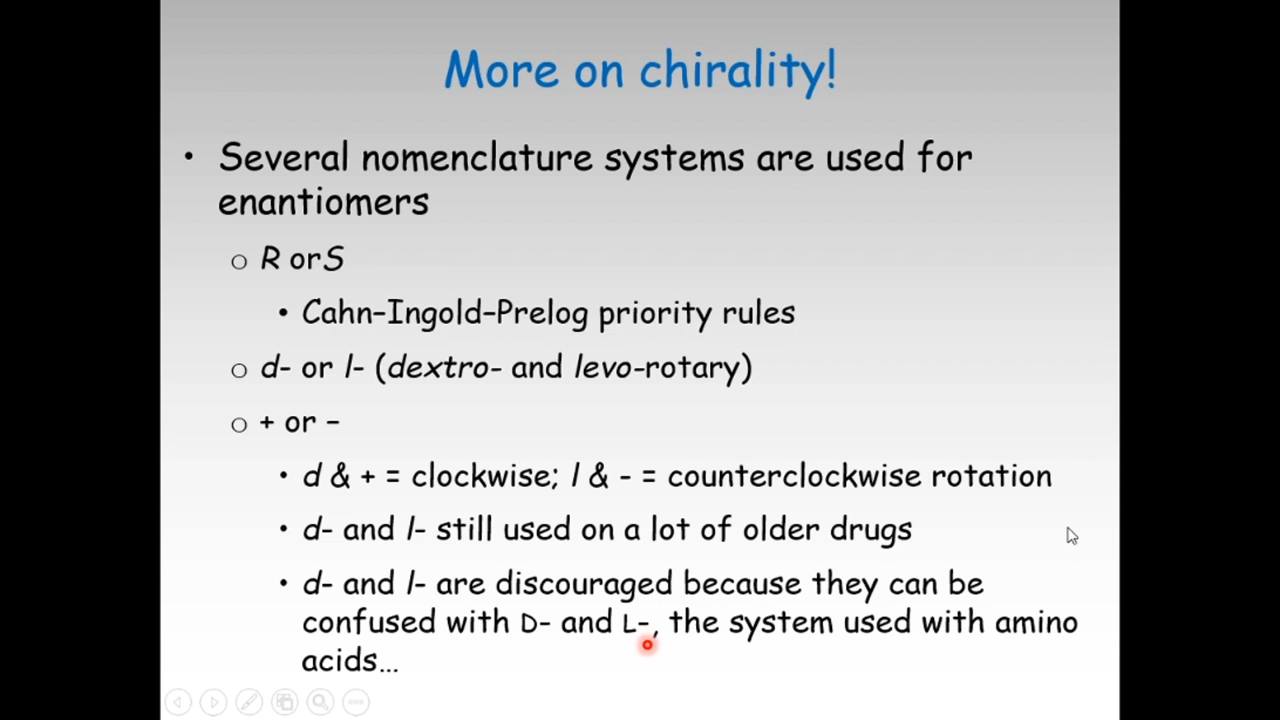 More on chirality!
• Several nomenclature systems are used for
enantiomers
o R orS
• Cahn–Ingold–Prelog priority rules
o d- or l- (dextro- and levo-rotary)
o + or –
• d & + = clockwise; l & - = counterclockwise rotation
• d- and l- still used on a lot of older drugs
• d- and l- are discouraged because they can be
confused with D- and L-, the system used with amino
acids…